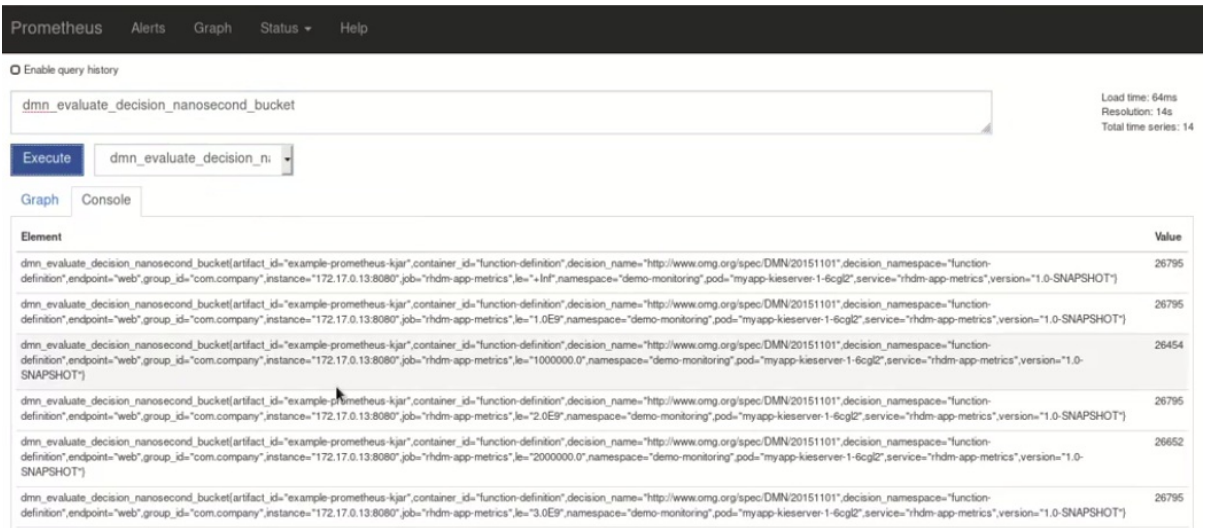 Prometheus Alerts Graph Status Help
Enable query history
dmn_evaluate_decision_nanosecond_bucket
Load time: 64ms
Resolution: 14s
Total time series: 14
Execute dmn_evaluate_decision_n
Graph Console
Element Value
dmn_evaluate_decision_nanosecond_bucket{artifact_id="example-prometheus-kjar",container_id="function-definition",decision_name="http://www.omg.org/spec/DMN/20151101",decision_namespace="function-
definition",endpoint="web",group_id="com.company",instance="172.17.0.13:8080",job="rhdm-app-metrics",le="+Inf",namespace="demo-monitoring",pod="myapp-kieserver-1-6cgl2",service="rhdm-app-metrics",version="1.0-SNAPSHOT"} 26795
dmn_evaluate_decision_nanosecond_bucket{artifact_id="example-prometheus-kjar",container_id="function-definition",decision_name="http://www.omg.org/spec/DMN/20151101",decision_namespace="function-
definition",endpoint="web",group_id="com.company",instance="172.17.0.13:8080",job="rhdm-app-metrics",le="1.0E9",namespace="demo-monitoring",pod="myapp-kieserver-1-6cgl2",service="rhdm-app-metrics",version="1.0-SNAPSHOT"} 26795
dmn_evaluate_decision_nanosecond_bucket{artifact_id="example-prometheus-kjar",container_id="function-definition",decision_name="http://www.omg.org/spec/DMN/20151101",decision_namespace="function- 26454
definition",endpoint="web",group_id="com.company",instance="172.17.0.13:8080",job="rhdm-app-metrics",le="1000000.0",namespace="demo-monitoring",pod="myapp-kieserver-1-6cgl2",service="rhdm-app-metrics",version="1.0-
SNAPSHOT"}
dmn_evaluate_decision_nanosecond_bucket{artifact_id="example-prometheus-kjar",container_id="function-definition",decision_name="http://www.omg.org/spec/DMN/20151101",decision_namespace="function- 26795
definition",endpoint="web",group_id="com.company",instance="172.17.0.13:8080",job="rhdm-app-metrics",le="2.0E9",namespace="demo-monitoring",pod="myapp-kieserver-1-6cgl2",service="rhdm-app-metrics",version="1.0-SNAPSHOT"}
dmn_evaluate_decision_nanosecond_bucket{artifact_id="example-prometheus-kjar",container_id="function-definition",decision_name="http://www.omg.org/spec/DMN/20151101",decision_namespace="function- 26652
definition",endpoint="web",group_id="com.company",instance="172.17.0.13:8080",job="rhdm-app-metrics",le="2000000.0",namespace="demo-monitoring",pod="myapp-kieserver-1-6cgl2",service="rhdm-app-metrics",version="1.0-
SNAPSHOT"}
dmn_evaluate_decision_nanosecond_bucket{artifact_id="example-prometheus-kjar",container_id="function-definition",decision_name="http://www.omg.org/spec/DMN/20151101",decision_namespace="function- 26795
definition",endpoint="web",group_id="com.company",instance="172.17.0.13:8080",job="rhdm-app-metrics",le="3.0E9",namespace="demo-monitoring",pod="myapp-kieserver-1-6cgl2",service="rhdm-app-metrics",version="1.0-SNAPSHOT"}